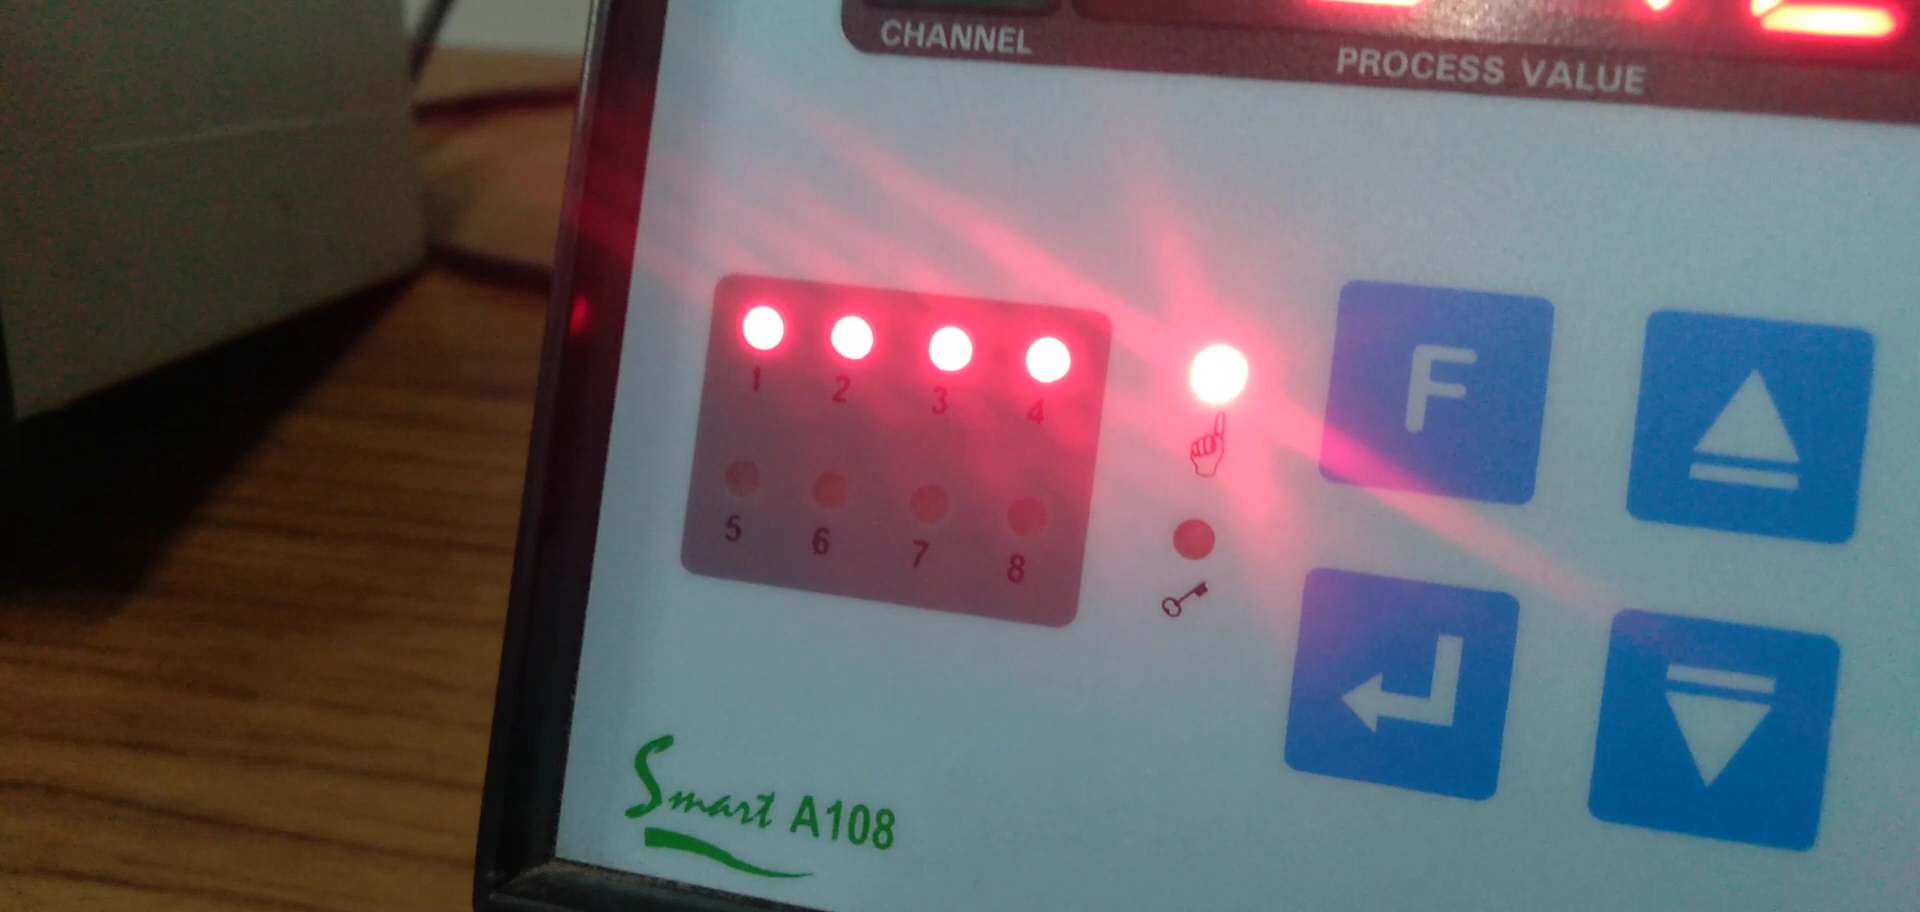 CHANNEL
PROCESS VALUE
1 2 3 4
5 6 7 8
F
Smart A108